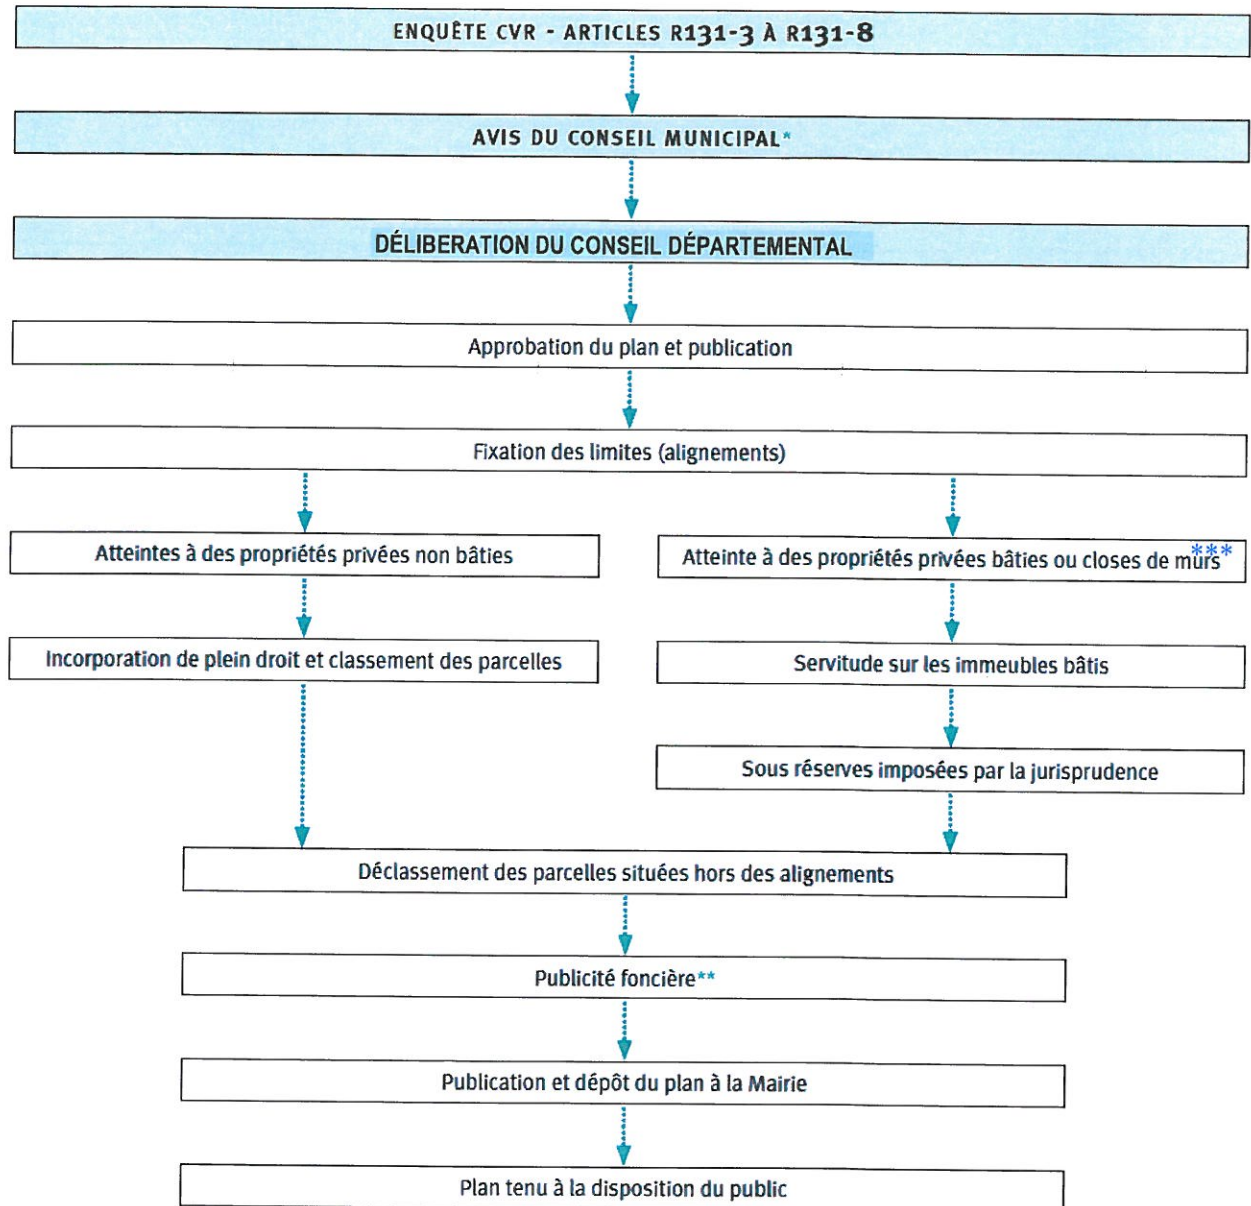 ENQUÊTE CVR - ARTICLES R131-3 À R131-8
AVIS DU CONSEIL MUNICIPAL*
DÉLIBERATION DU CONSEIL DÉPARTEMENTAL
Approbation du plan et publication
Fixation des limites (alignements)
Atteintes à des propriétés privées non bâties
Atteinte à des propriétés privées bâties ou closes de murs***
Incorporation de plein droit et classement des parcelles
Servitude sur les immeubles bâtis
Sous réserves imposées par la jurisprudence
Déclassement des parcelles situées hors des alignements
Publicité foncière**
Publication et dépôt du plan à la Mairie
Plan tenu à la disposition du public